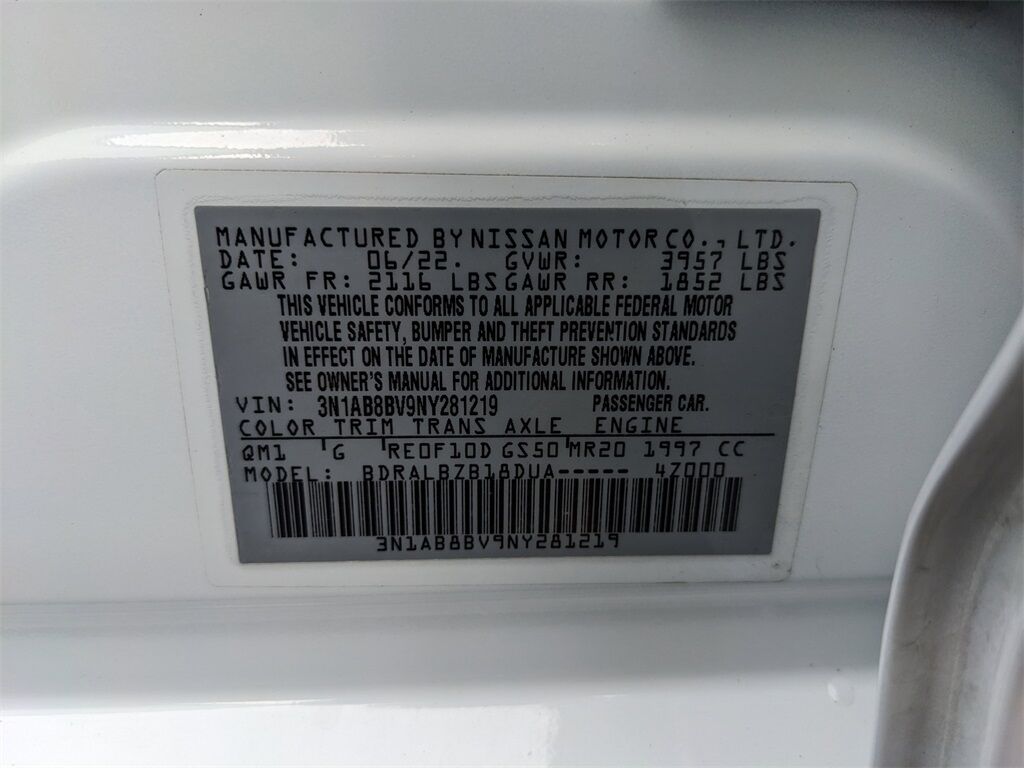 MANUFACTURED BY NISSAN MOTOR CO., LTD.
DATE: 06/22. GVWR: 3957 LBS
GAWR FR: 2116 LBS GAWR RR: 1852 LBS
THIS VEHICLE CONFORMS TO ALL APPLICABLE FEDERAL MOTOR
VEHICLE SAFETY, BUMPER AND THEFT PREVENTION STANDARDS
IN EFFECT ON THE DATE OF MANUFACTURE SHOWN ABOVE.
SEE OWNER'S MANUAL FOR ADDITIONAL INFORMATION.
VIN: 3N1AB8BV9NY281219 PASSENGER CAR.
COLOR TRIM TRANS AXLE ENGINE
QM1 G RE0F10D GS50 MR20 1997 CC
MODEL: BDRALBZB18DUA----- 4Z000
3N1AB8BV9NY281219